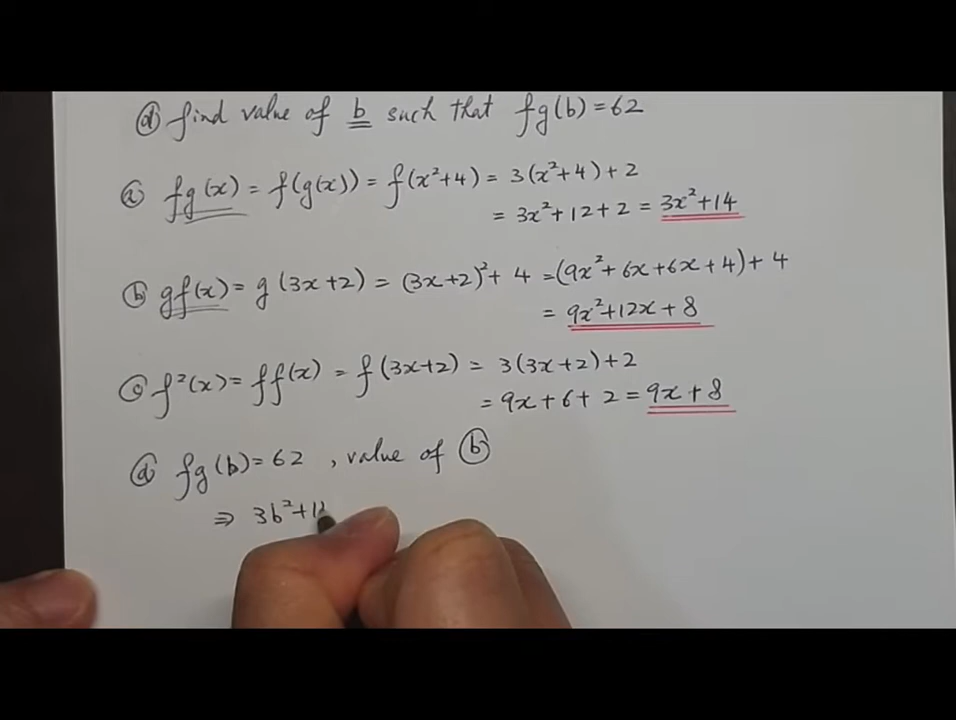 ⓓ find value of b such that fg(b)=62
ⓐ fg(x) = f(g(x)) = f(x²+4) = 3(x²+4)+2
= 3x²+12+2 = 3x²+14
ⓑ gf(x) = g(3x+2) = (3x+2)²+4 =(9x²+6x+6x+4)+4
= 9x²+12x+8
ⓒ f²(x)= ff(x) = f(3x+2) = 3(3x+2)+2
= 9x+6+2 = 9x+8
ⓓ fg(b)=62 , value of ⓑ
⇒ 3b²+1